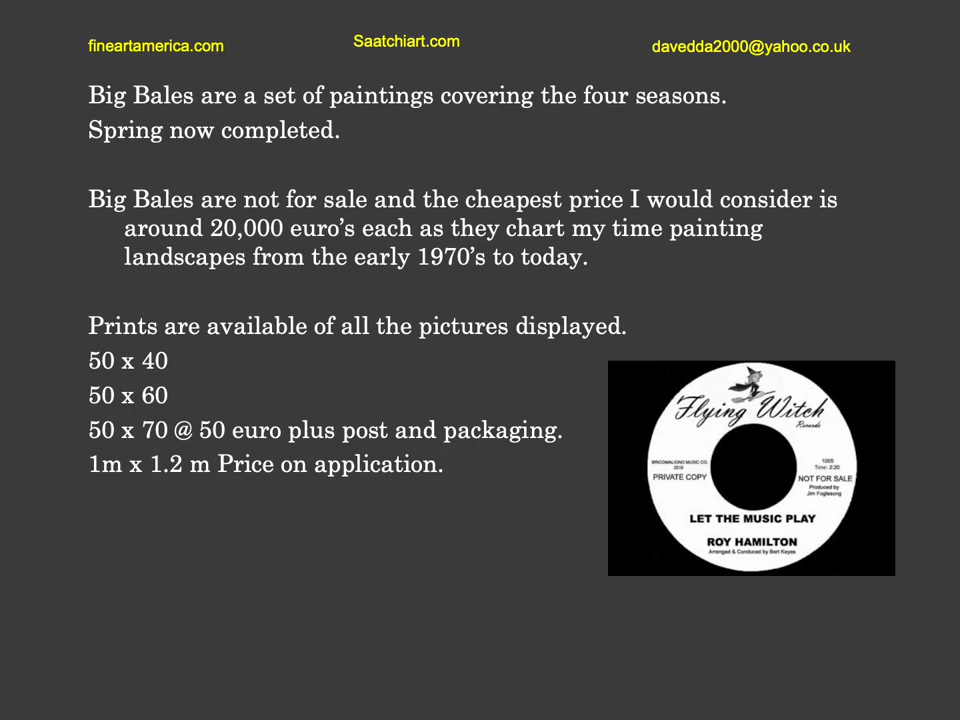 fineartamerica.com
Saatchiart.com
davedda2000@yahoo.co.uk
Big Bales are a set of paintings covering the four seasons.
Spring now completed.
Big Bales are not for sale and the cheapest price I would consider is
around 20,000 euro’s each as they chart my time painting
landscapes from the early 1970’s to today.
Prints are available of all the pictures displayed.
50 x 40
50 x 60
50 x 70 @ 50 euro plus post and packaging.
1m x 1.2 m Price on application.
Flying Witch
Records
2010
PRIVATE COPY
1005
Time: 2:20
NOT FOR SALE
Produced by
Jim Foglesong
LET THE MUSIC PLAY
ROY HAMILTON
Arranged & Conducted by Bert Keyes